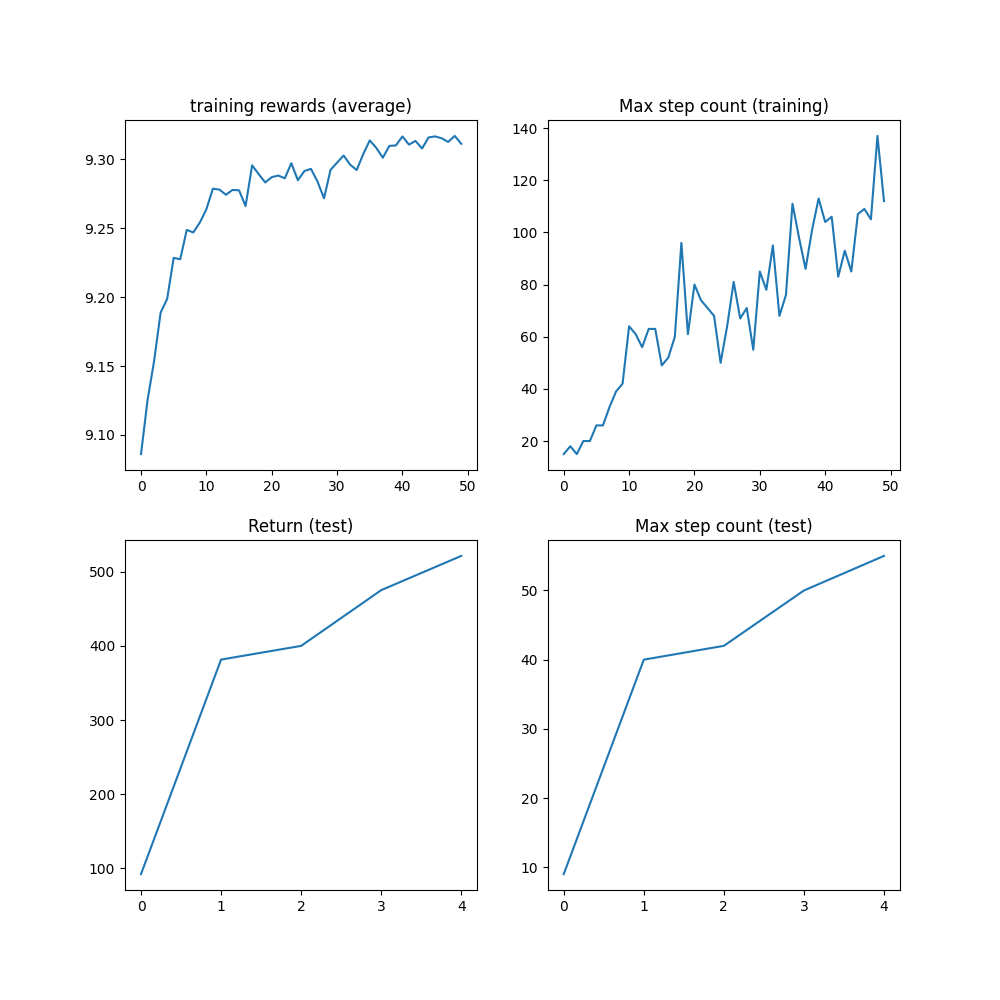 training rewards (average)
9.30
9.25
9.20
9.15
9.10
0 10 20 30 40 50
Max step count (training)
140
120
100
80
60
40
20
0 10 20 30 40 50
Return (test)
500
400
300
200
100
0 1 2 3 4
Max step count (test)
50
40
30
20
10
0 1 2 3 4